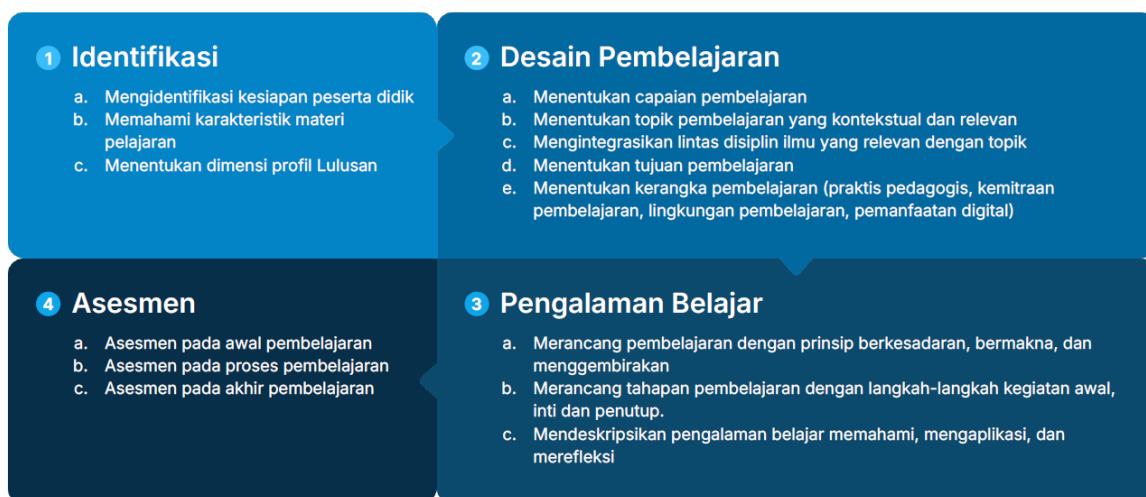 1 Identifikasi
a. Mengidentifikasi kesiapan peserta didik
b. Memahami karakteristik materi
pelajaran
c. Menentukan dimensi profil Lulusan
2 Desain Pembelajaran
a. Menentukan capaian pembelajaran
b. Menentukan topik pembelajaran yang kontekstual dan relevan
c. Mengintegrasikan lintas disiplin ilmu yang relevan dengan topik
d. Menentukan tujuan pembelajaran
e. Menentukan kerangka pembelajaran (praktis pedagogis, kemitraan
pembelajaran, lingkungan pembelajaran, pemanfaatan digital)
3 Pengalaman Belajar
a. Merancang pembelajaran dengan prinsip berkesadaran, bermakna, dan
menggembirakan
b. Merancang tahapan pembelajaran dengan langkah-langkah kegiatan awal,
inti dan penutup.
c. Mendeskripsikan pengalaman belajar memahami, mengaplikasi, dan
merefleksi
4 Asesmen
a. Asesmen pada awal pembelajaran
b. Asesmen pada proses pembelajaran
c. Asesmen pada akhir pembelajaran